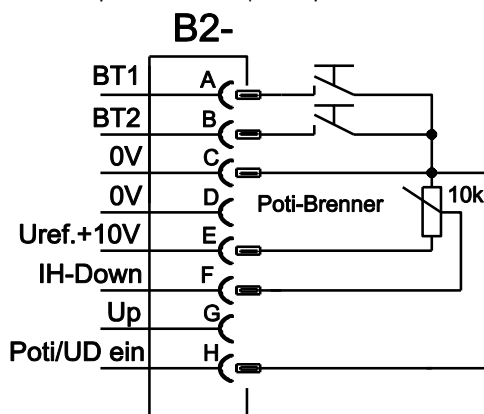 B2-
BT1 A
BT2 B
0V C
0V D
Poti-Brenner 10k
Uref.+10V E
IH-Down F
Up G
Poti/UD ein H